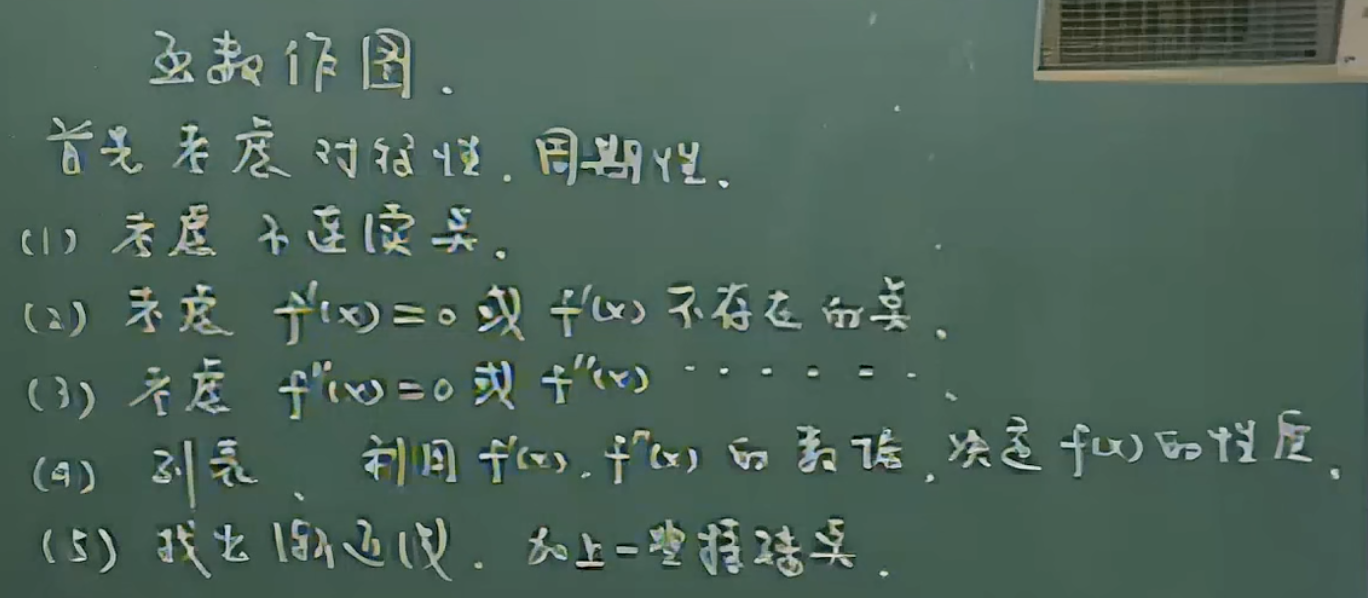 函数作图.
首先考虑对称性.周期性.
(1) 考虑不连续点.
(2) 考虑 f'(x)=0 或 f'(x) 不存在的点.
(3) 考虑 f''(x)=0 或 f''(x) ······.
(4) 列表、利用 f'(x), f''(x) 的数据,决定 f(x) 的性质.
(5) 找出渐近线. 加上一些特殊点.